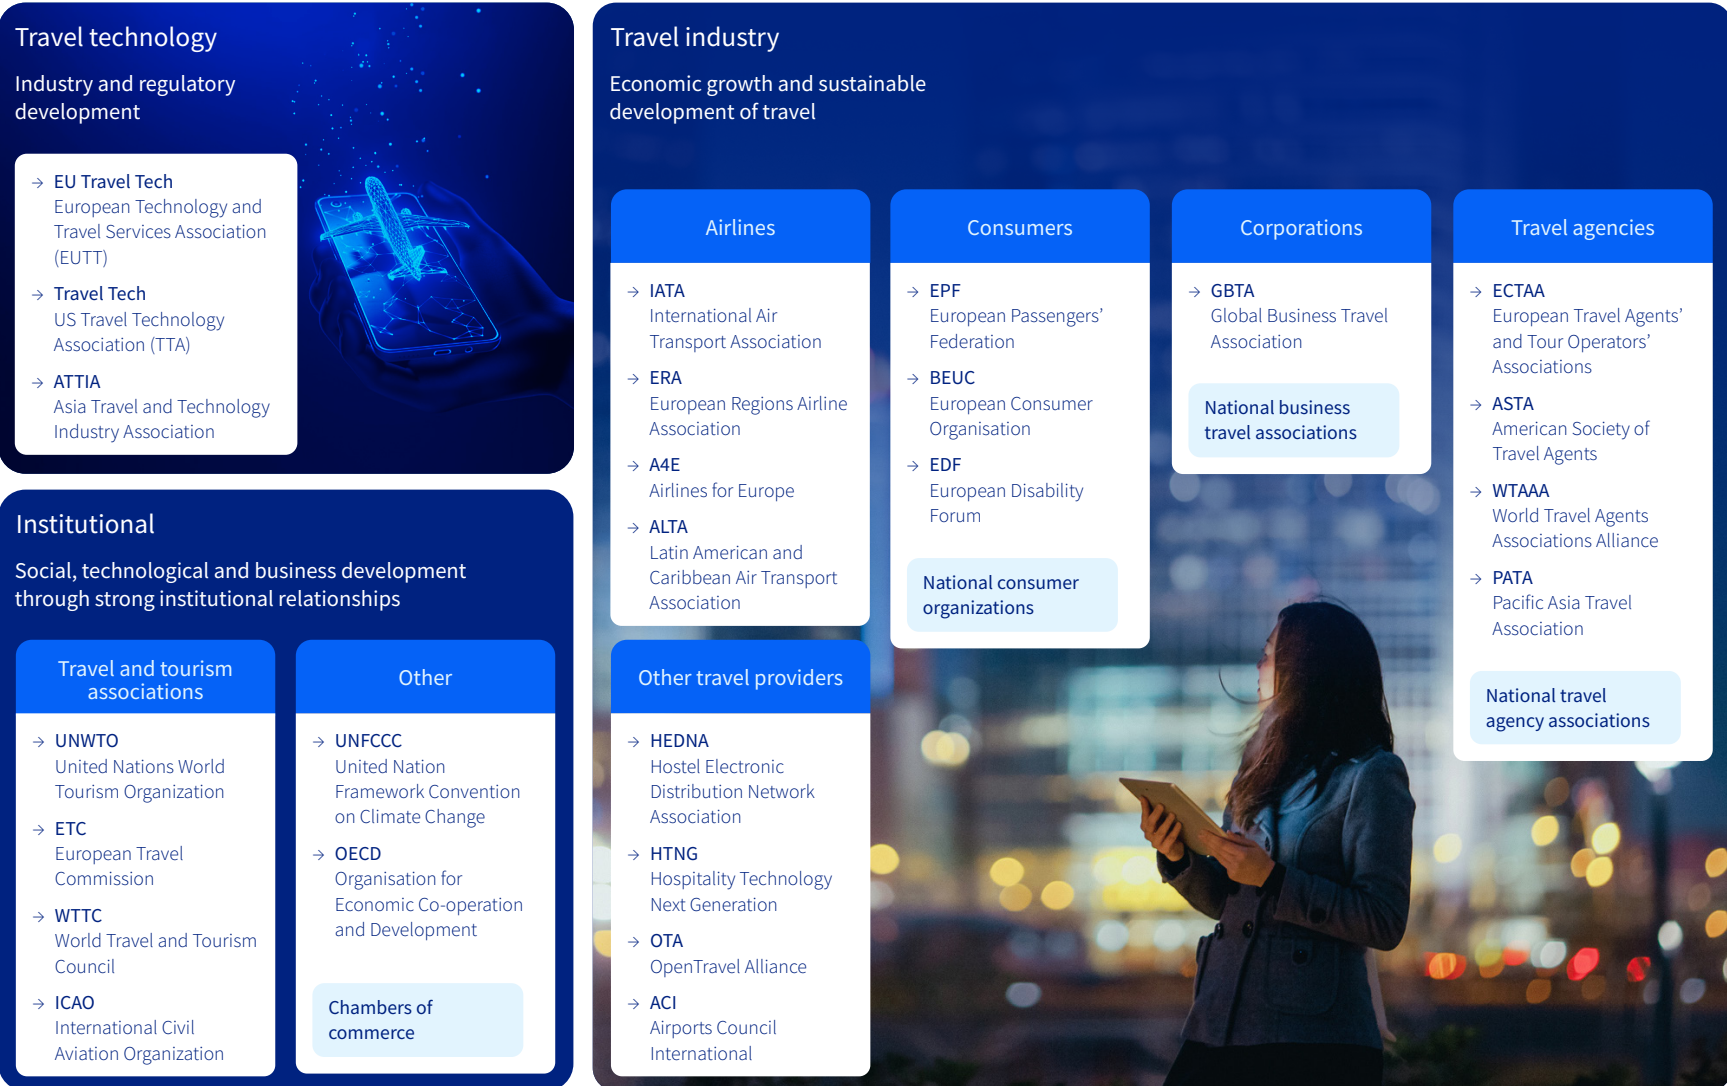 Travel technology
Industry and regulatory
development
→ EU Travel Tech
European Technology and
Travel Services Association
(EUTT)
→ Travel Tech
US Travel Technology
Association (TTA)
→ ATTIA
Asia Travel and Technology
Industry Association
Institutional
Social, technological and business development
through strong institutional relationships
Travel and tourism
associations
→ UNWTO
United Nations World
Tourism Organization
→ ETC
European Travel
Commission
→ WTTC
World Travel and Tourism
Council
→ ICAO
International Civil
Aviation Organization
Other
→ UNFCCC
United Nation
Framework Convention
on Climate Change
→ OECD
Organisation for
Economic Co-operation
and Development
Chambers of
commerce
Travel industry
Economic growth and sustainable
development of travel
Airlines
→ IATA
International Air
Transport Association
→ ERA
European Regions Airline
Association
→ A4E
Airlines for Europe
→ ALTA
Latin American and
Caribbean Air Transport
Association
Other travel providers
→ HEDNA
Hostel Electronic
Distribution Network
Association
→ HTNG
Hospitality Technology
Next Generation
→ OTA
OpenTravel Alliance
→ ACI
Airports Council
International
Consumers
→ EPF
European Passengers’
Federation
→ BEUC
European Consumer
Organisation
→ EDF
European Disability
Forum
National consumer
organizations
Corporations
→ GBTA
Global Business Travel
Association
National business
travel associations
Travel agencies
→ ECTAA
European Travel Agents’
and Tour Operators’
Associations
→ ASTA
American Society of
Travel Agents
→ WTAAA
World Travel Agents
Associations Alliance
→ PATA
Pacific Asia Travel
Association
National travel
agency associations